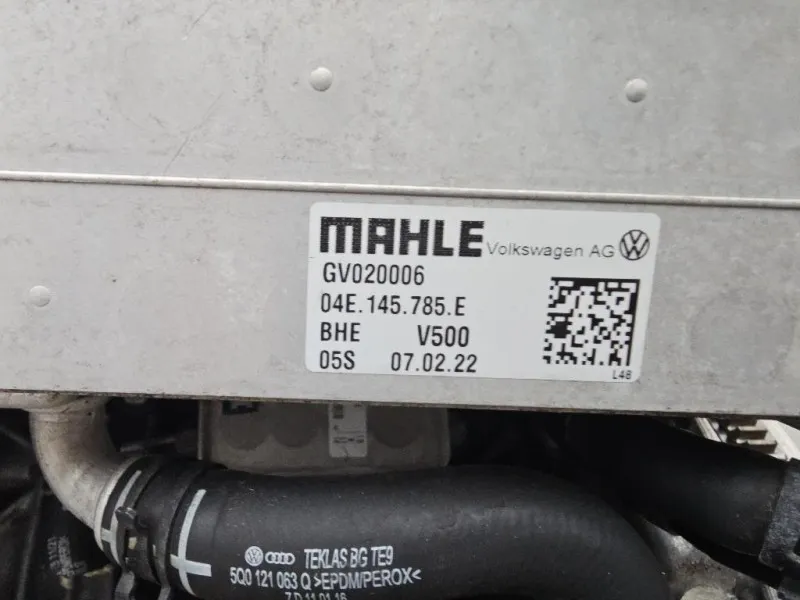 MAHLE Volkswagen AG
GV020006
04E.145.785.E
BHE V500
05S 07.02.22
L48
TEKLAS BG TE9
5Q0 121 063 Q >EPDM/PEROX<